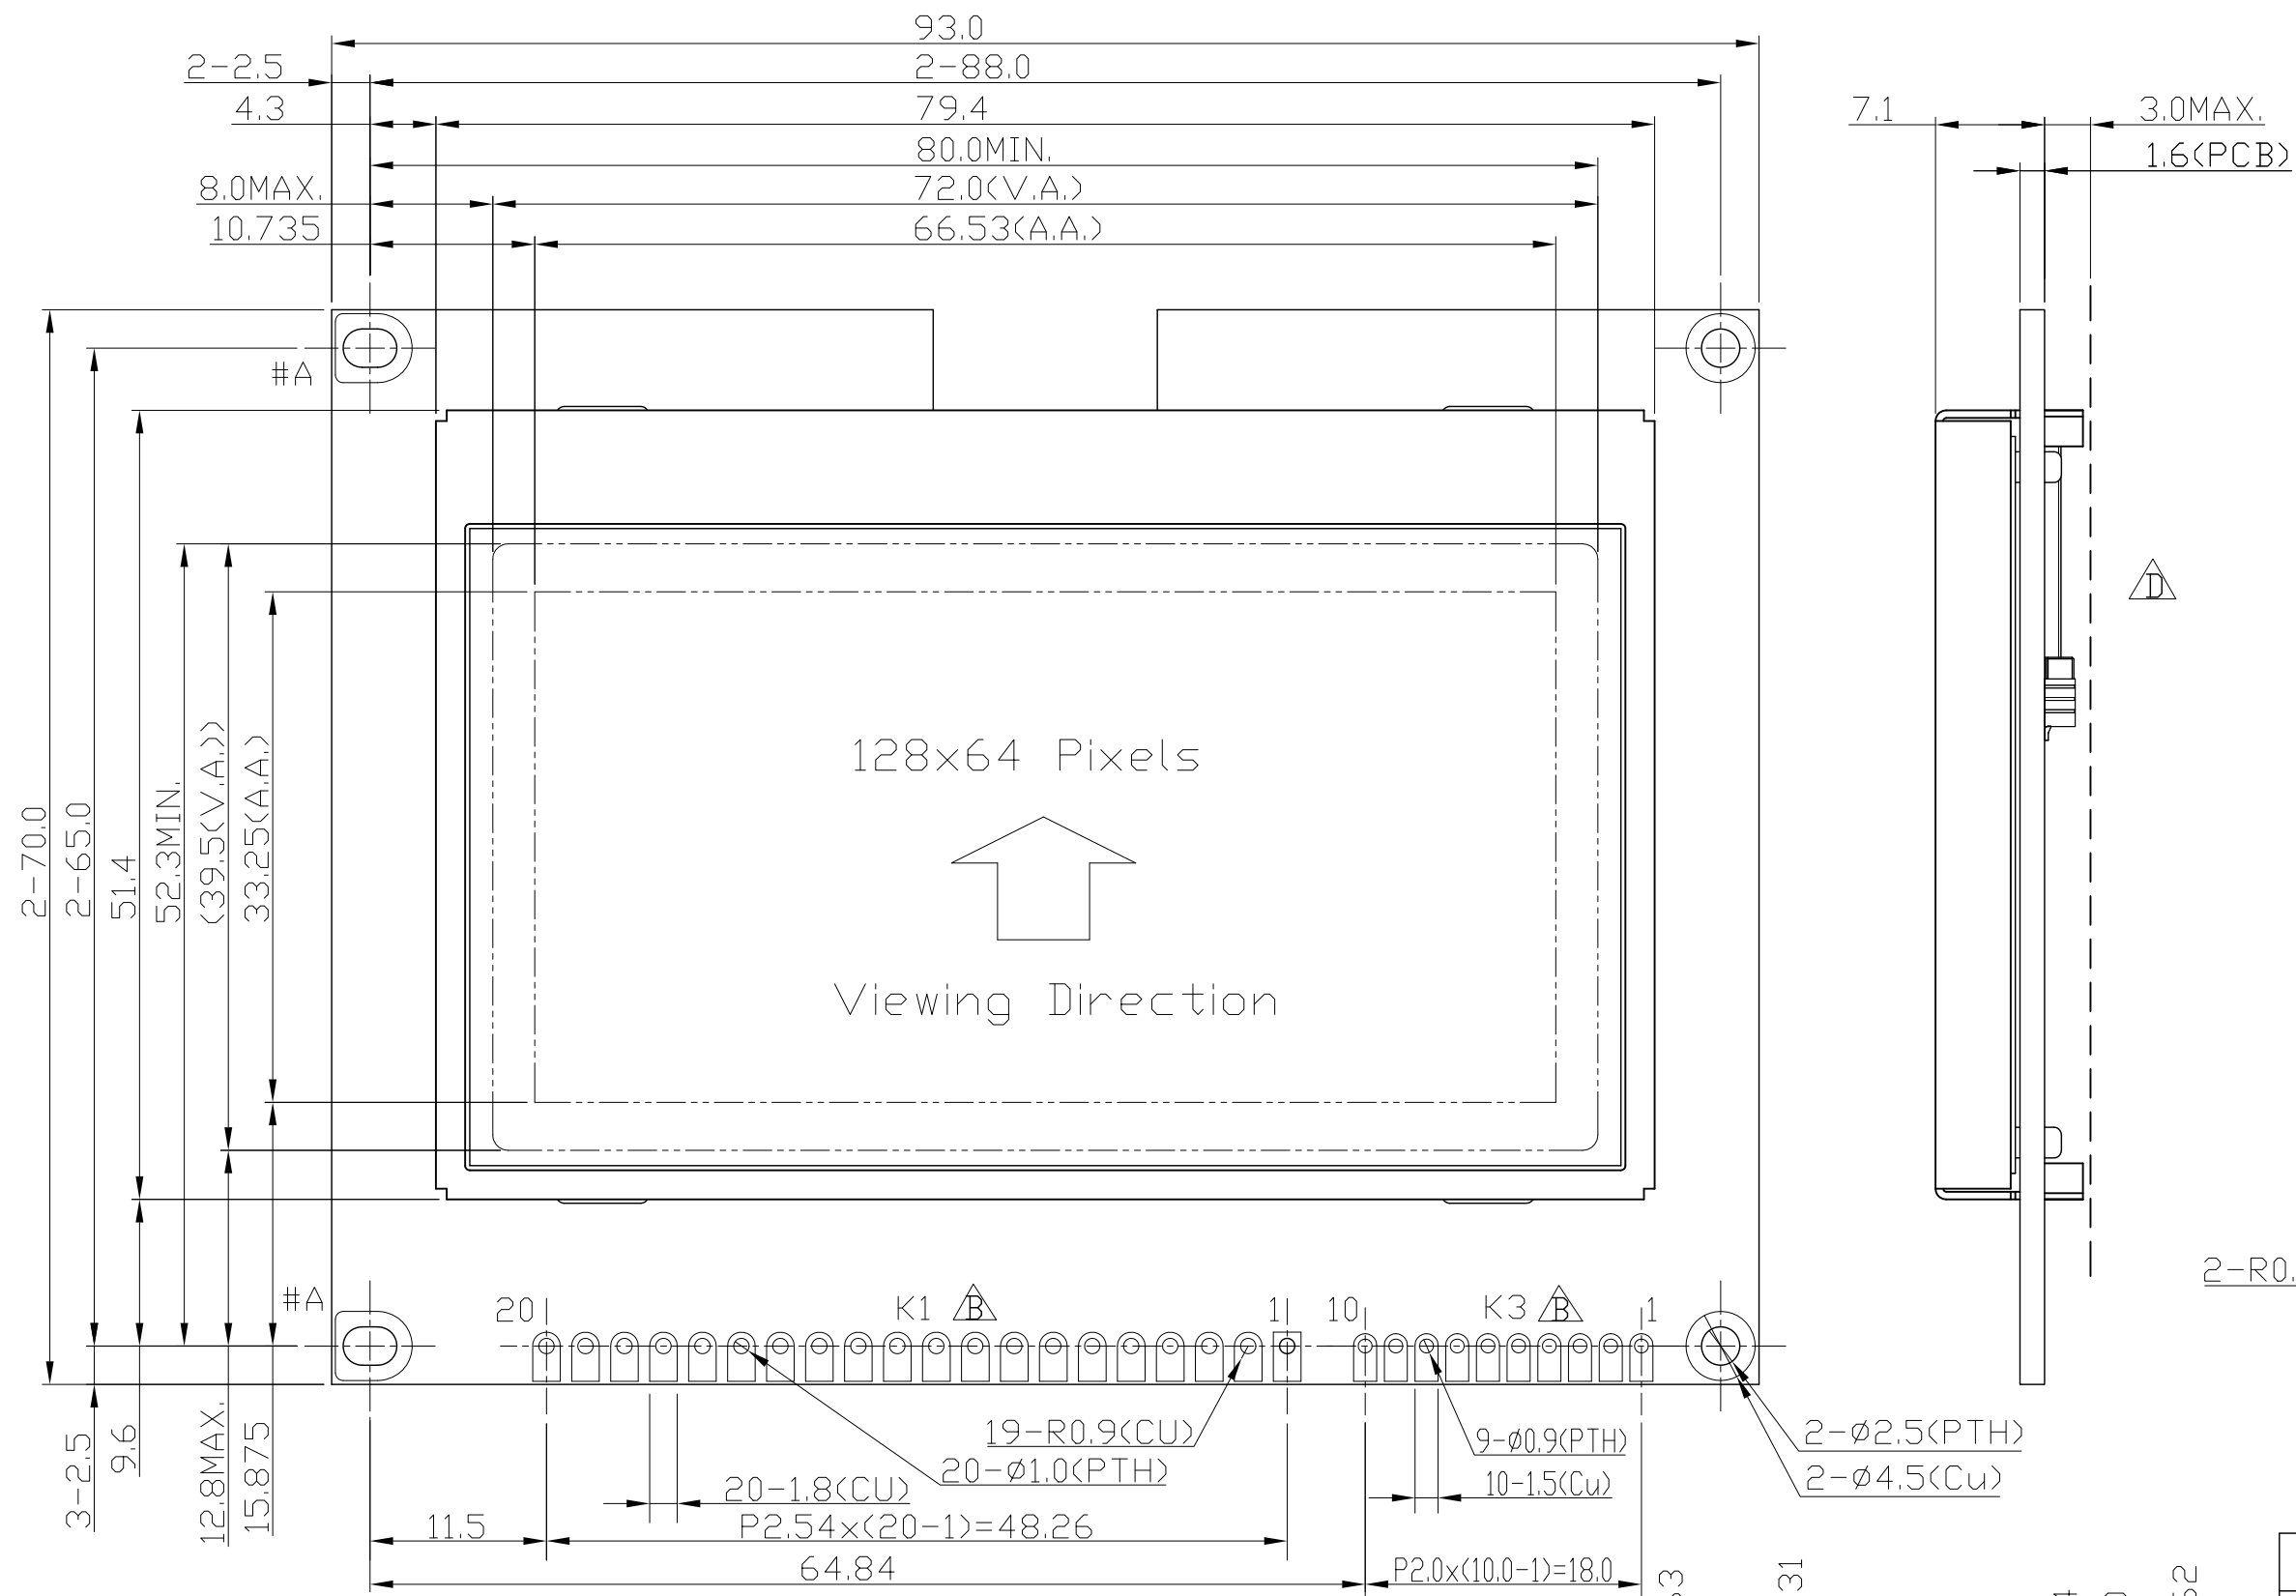 93.0
2-2.5
2-88.0
4.3
79.4
7.1
3.0MAX.
80.0MIN.
1.6(PCB)
8.0MAX.
72.0(V.A.)
10.735
66.53(A.A.)
#A
D
128x64 Pixels
2-70.0
2-65.0
51.4
52.3MIN.
(39.5(V.A.))
33.25(A.A.)
Viewing Direction
2-R0.
#A
20
K1
B
1
10
K3
B
1
3-2.5
9.6
12.8MAX.
15.875
19-R0.9(CU)
9-ø0.9(PTH)
2-ø2.5(PTH)
20-ø1.0(PTH)
20-1.8(CU)
10-1.5(Cu)
2-ø4.5(Cu)
11.5
P2.54x(20-1)=48.26
64.84
P2.0x(10.0-1)=18.0
31